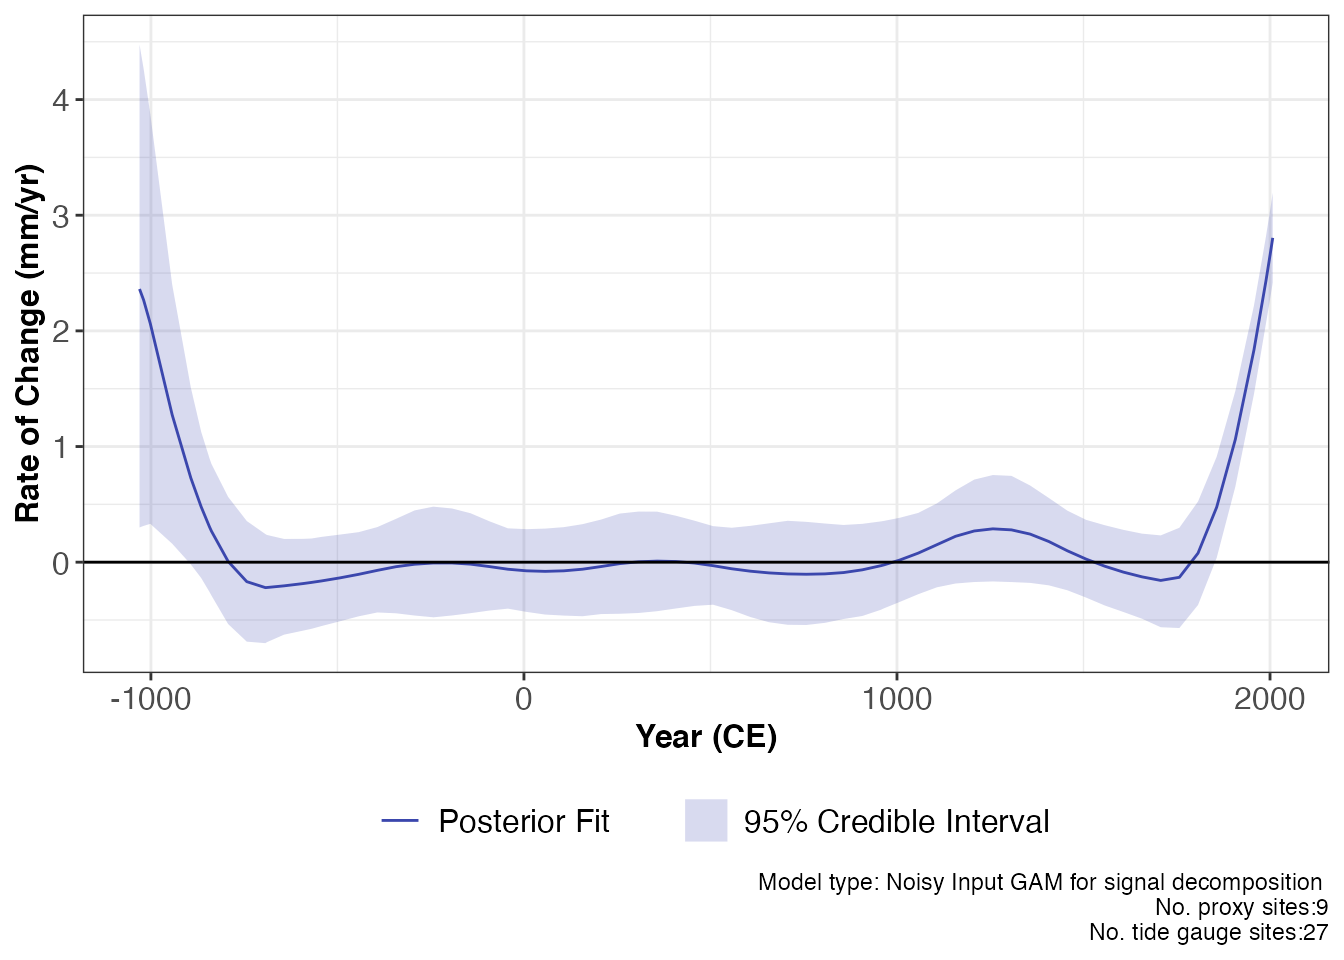 4
3
2
1
0
Rate of Change (mm/yr)
-1000 0 1000 2000
Year (CE)
Posterior Fit 95% Credible Interval
Model type: Noisy Input GAM for signal decomposition
No. proxy sites:9
No. tide gauge sites:27